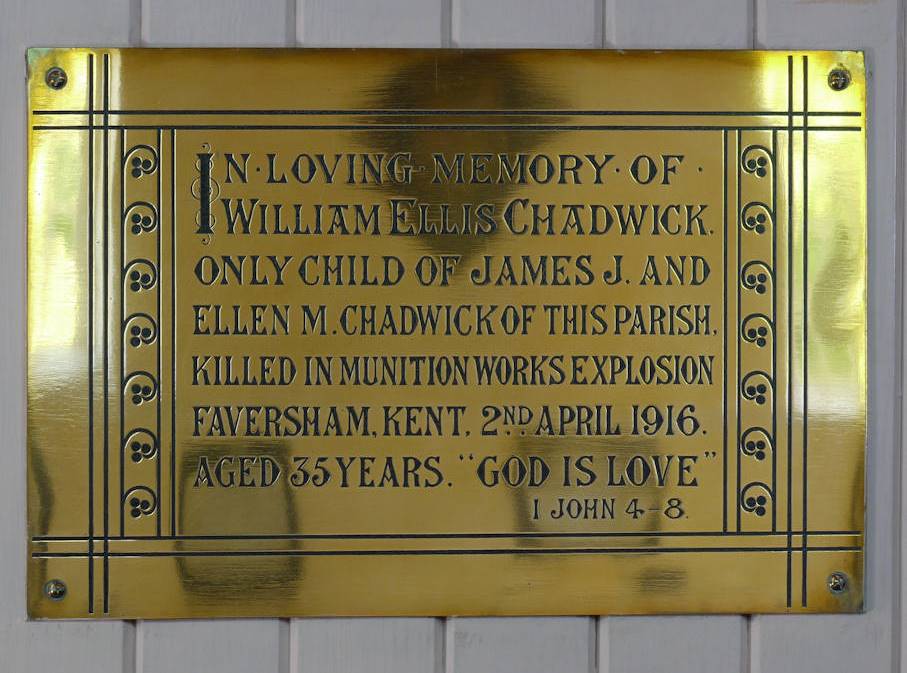 IN·LOVING·MEMORY·OF·
WILLIAM ELLIS CHADWICK.
ONLY CHILD OF JAMES J. AND
ELLEN M. CHADWICK OF THIS PARISH,
KILLED IN MUNITION WORKS EXPLOSION
FAVERSHAM, KENT, 2ND APRIL 1916.
AGED 35 YEARS. "GOD IS LOVE"
I JOHN 4-8.